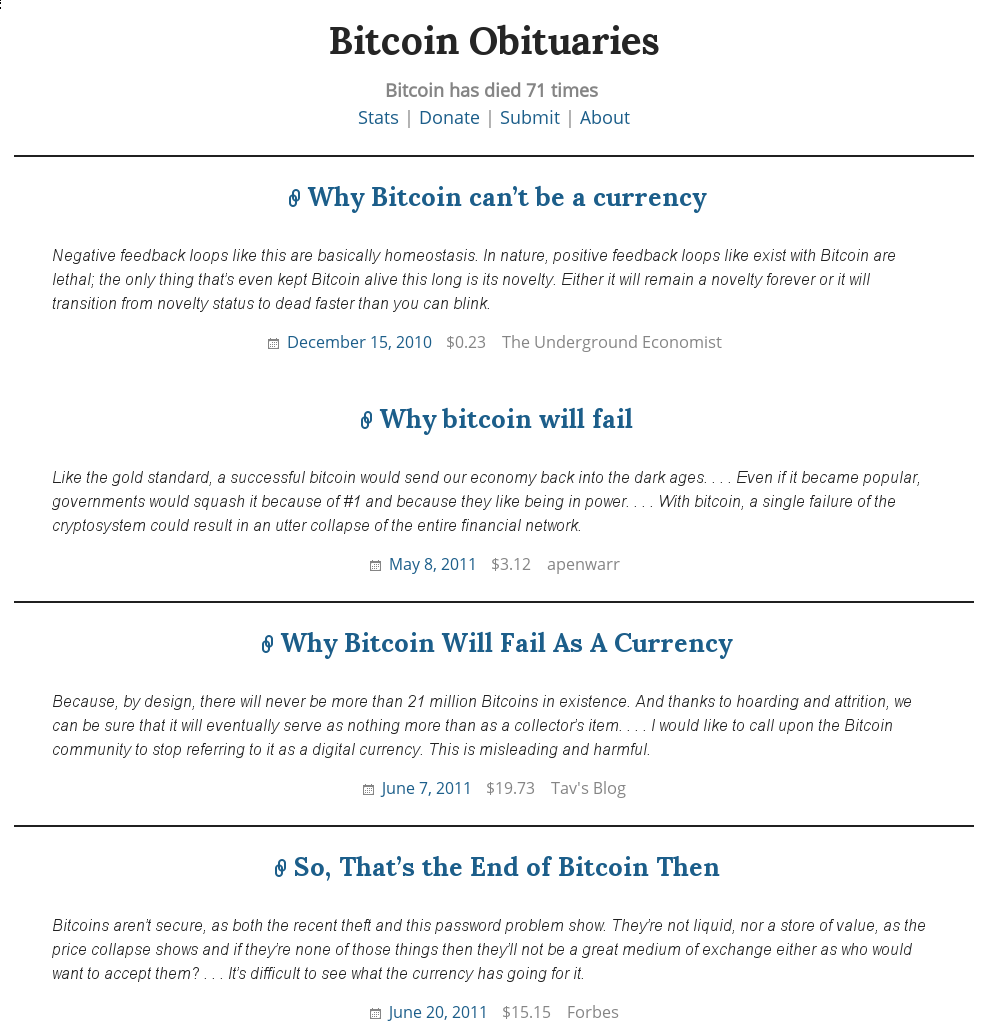 Bitcoin Obituaries
Bitcoin has died 71 times
Stats | Donate | Submit | About
Why Bitcoin can’t be a currency
Negative feedback loops like this are basically homeostasis. In nature, positive feedback loops like exist with Bitcoin are
lethal; the only thing that’s even kept Bitcoin alive this long is its novelty. Either it will remain a novelty forever or it will
transition from novelty status to dead faster than you can blink.
December 15, 2010 $0.23 The Underground Economist
Why bitcoin will fail
Like the gold standard, a successful bitcoin would send our economy back into the dark ages. . . . Even if it became popular,
governments would squash it because of #1 and because they like being in power. . . . With bitcoin, a single failure of the
cryptosystem could result in an utter collapse of the entire financial network.
May 8, 2011 $3.12 apenwarr
Why Bitcoin Will Fail As A Currency
Because, by design, there will never be more than 21 million Bitcoins in existence. And thanks to hoarding and attrition, we
can be sure that it will eventually serve as nothing more than as a collector’s item. . . . I would like to call upon the Bitcoin
community to stop referring to it as a digital currency. This is misleading and harmful.
June 7, 2011 $19.73 Tav's Blog
So, That’s the End of Bitcoin Then
Bitcoins aren’t secure, as both the recent theft and this password problem show. They’re not liquid, nor a store of value, as the
price collapse shows and if they’re none of those things then they’ll not be a great medium of exchange either as who would
want to accept them? . . . It’s difficult to see what the currency has going for it.
June 20, 2011 $15.15 Forbes